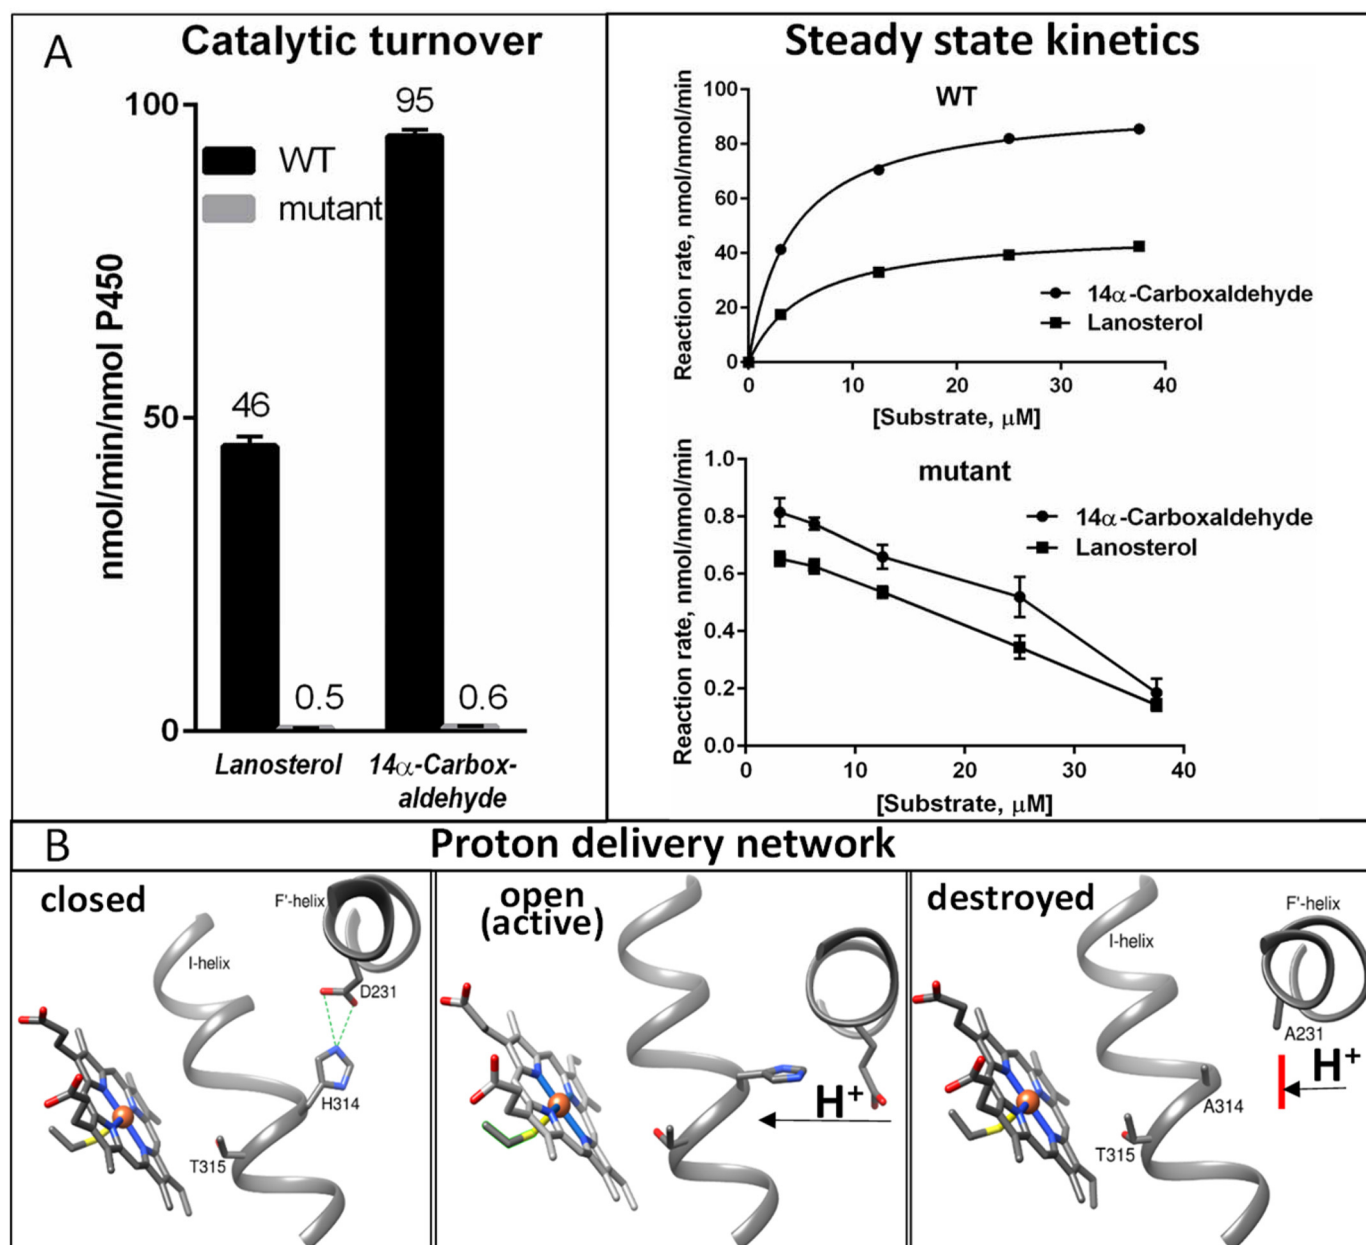 A
Catalytic turnover
100
95
WT
mutant
50
46
0.5
0.6
0
nmol/min/nmol P450
Lanosterol
14α-Carbox-
aldehyde
Steady state kinetics
WT
Reaction rate, nmol/nmol/min
100
80
60
40
20
0
14α-Carboxaldehyde
Lanosterol
0 10 20 30 40
[Substrate, μM]
mutant
Reaction rate, nmol/nmol/min
1.0
0.8
0.6
0.4
0.2
0.0
14α-Carboxaldehyde
Lanosterol
0 10 20 30 40
[Substrate, μM]
B
Proton delivery network
closed
F'-helix
I-helix
D231
H314
T315
open
(active)
H⁺
destroyed
F'-helix
I-helix
A231
H⁺
A314
T315